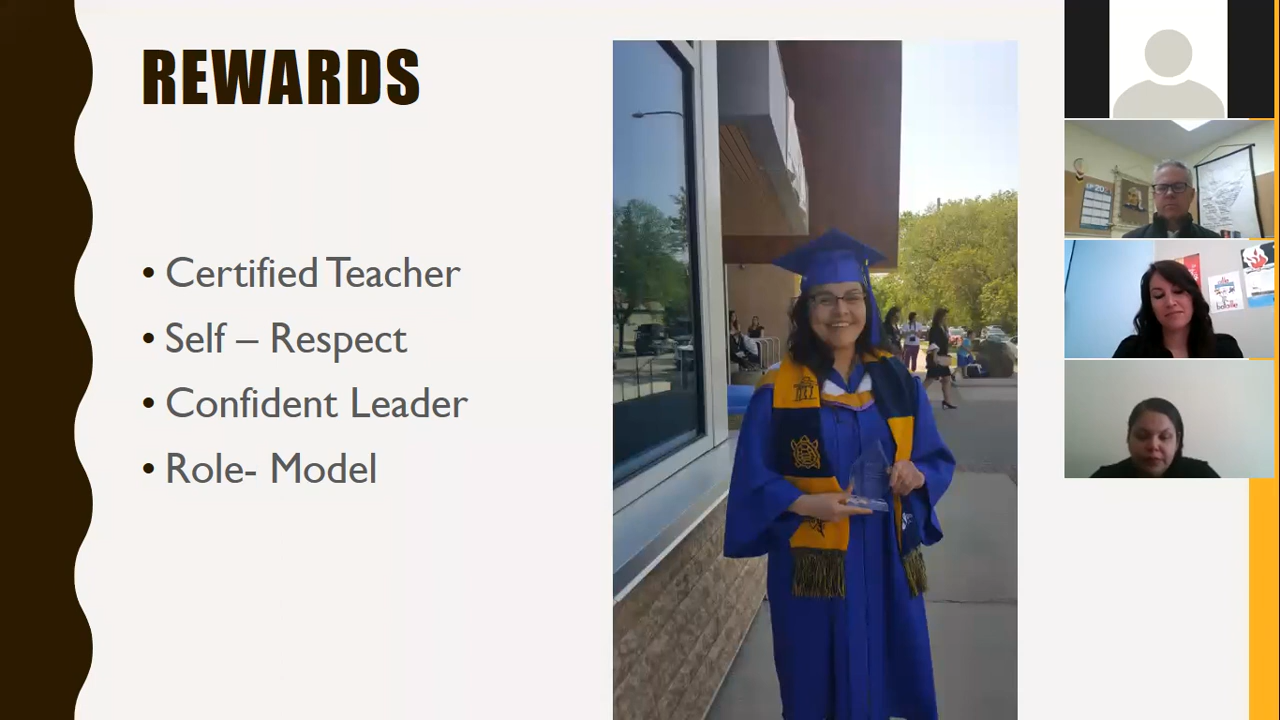 REWARDS
• Certified Teacher
• Self – Respect
• Confident Leader
• Role- Model